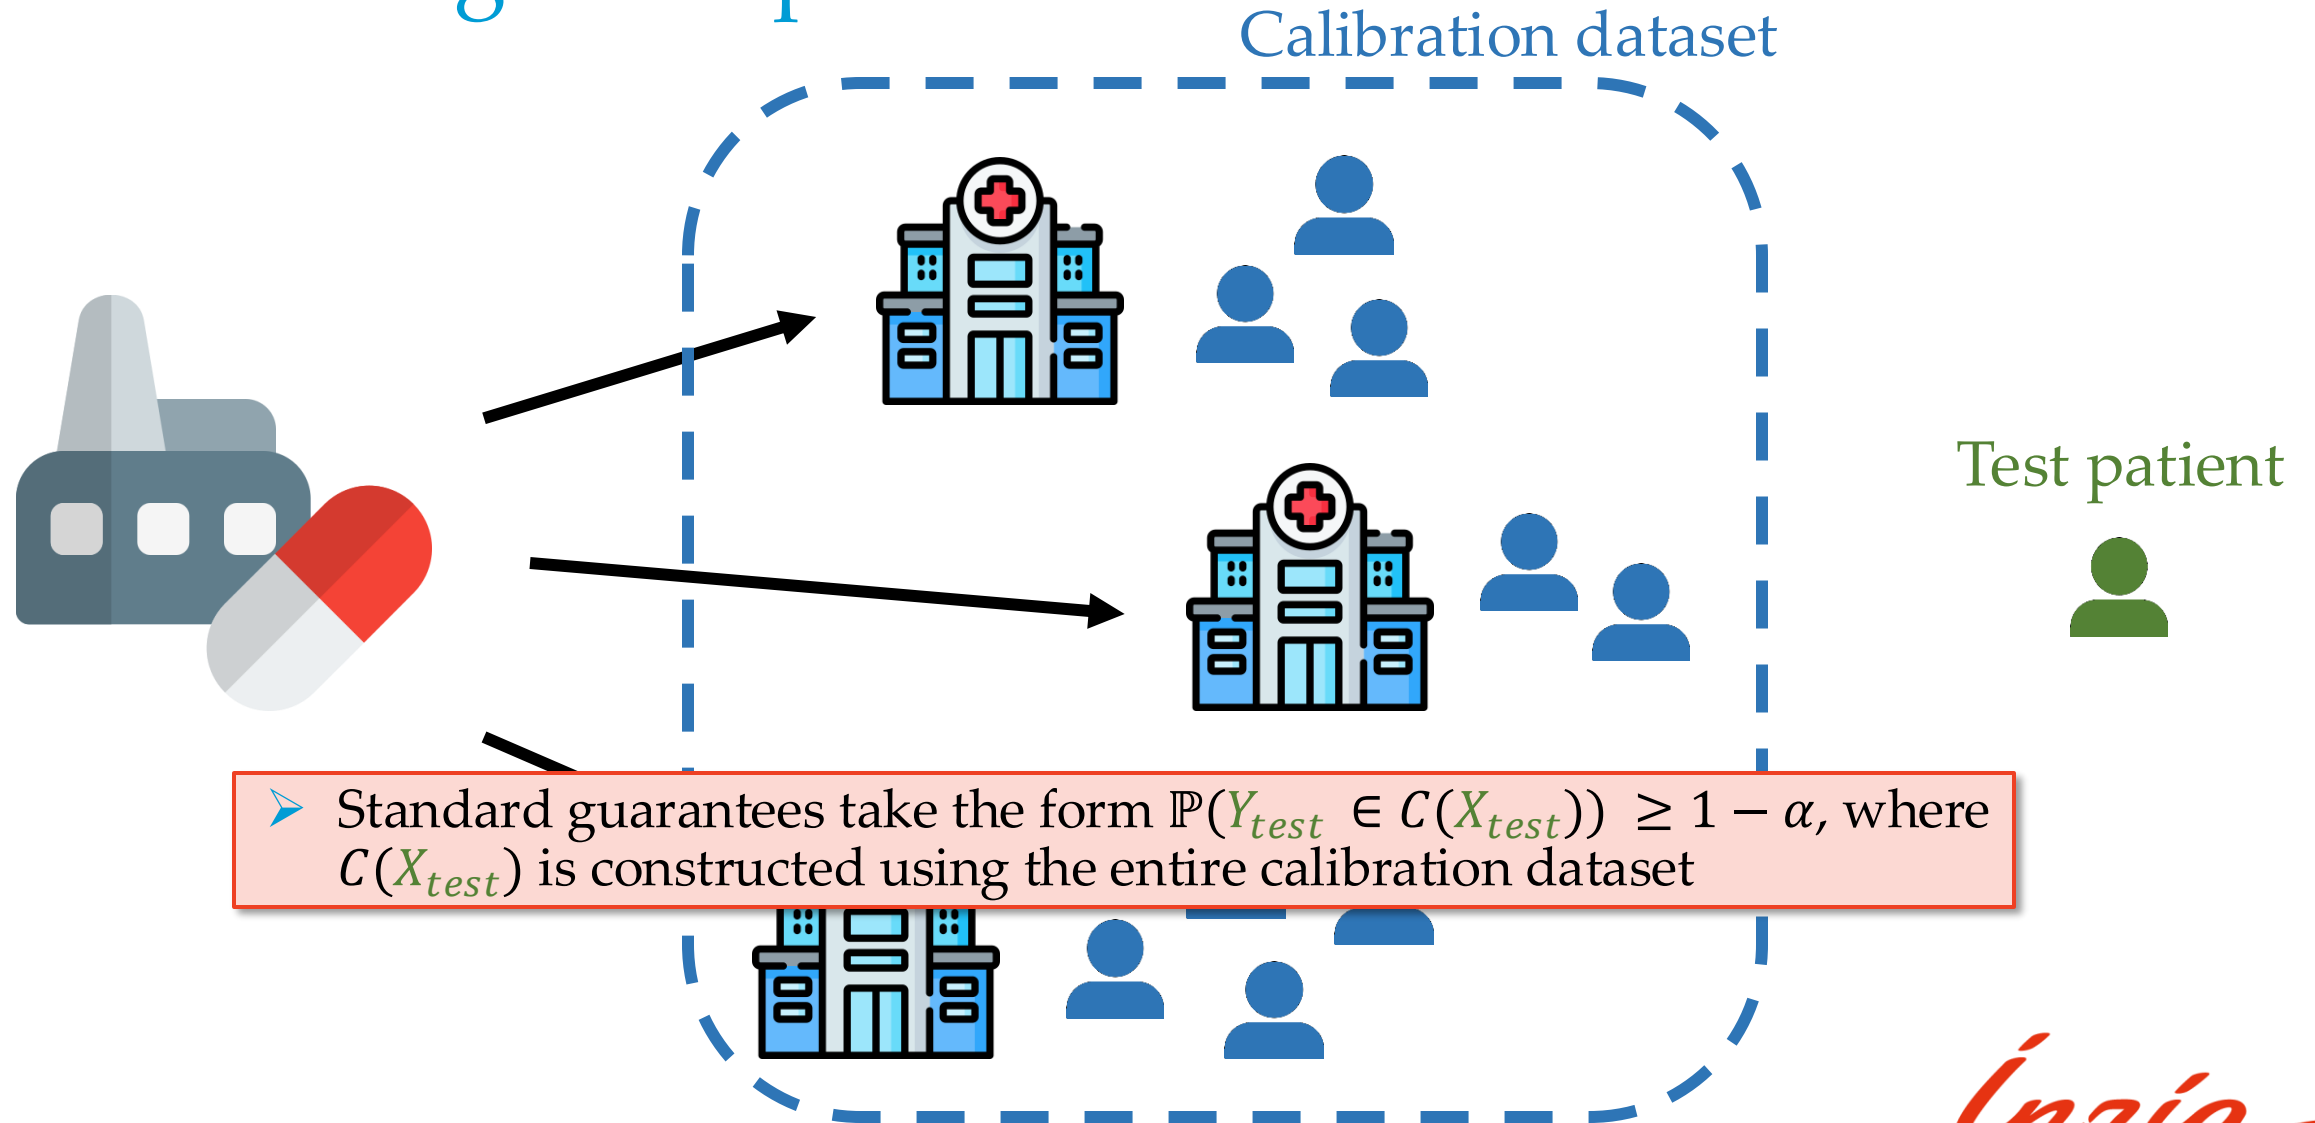 Calibration dataset
Test patient
➢ Standard guarantees take the form ℙ(Y_test ∈ C(X_test)) ≥ 1 − α, where
C(X_test) is constructed using the entire calibration dataset